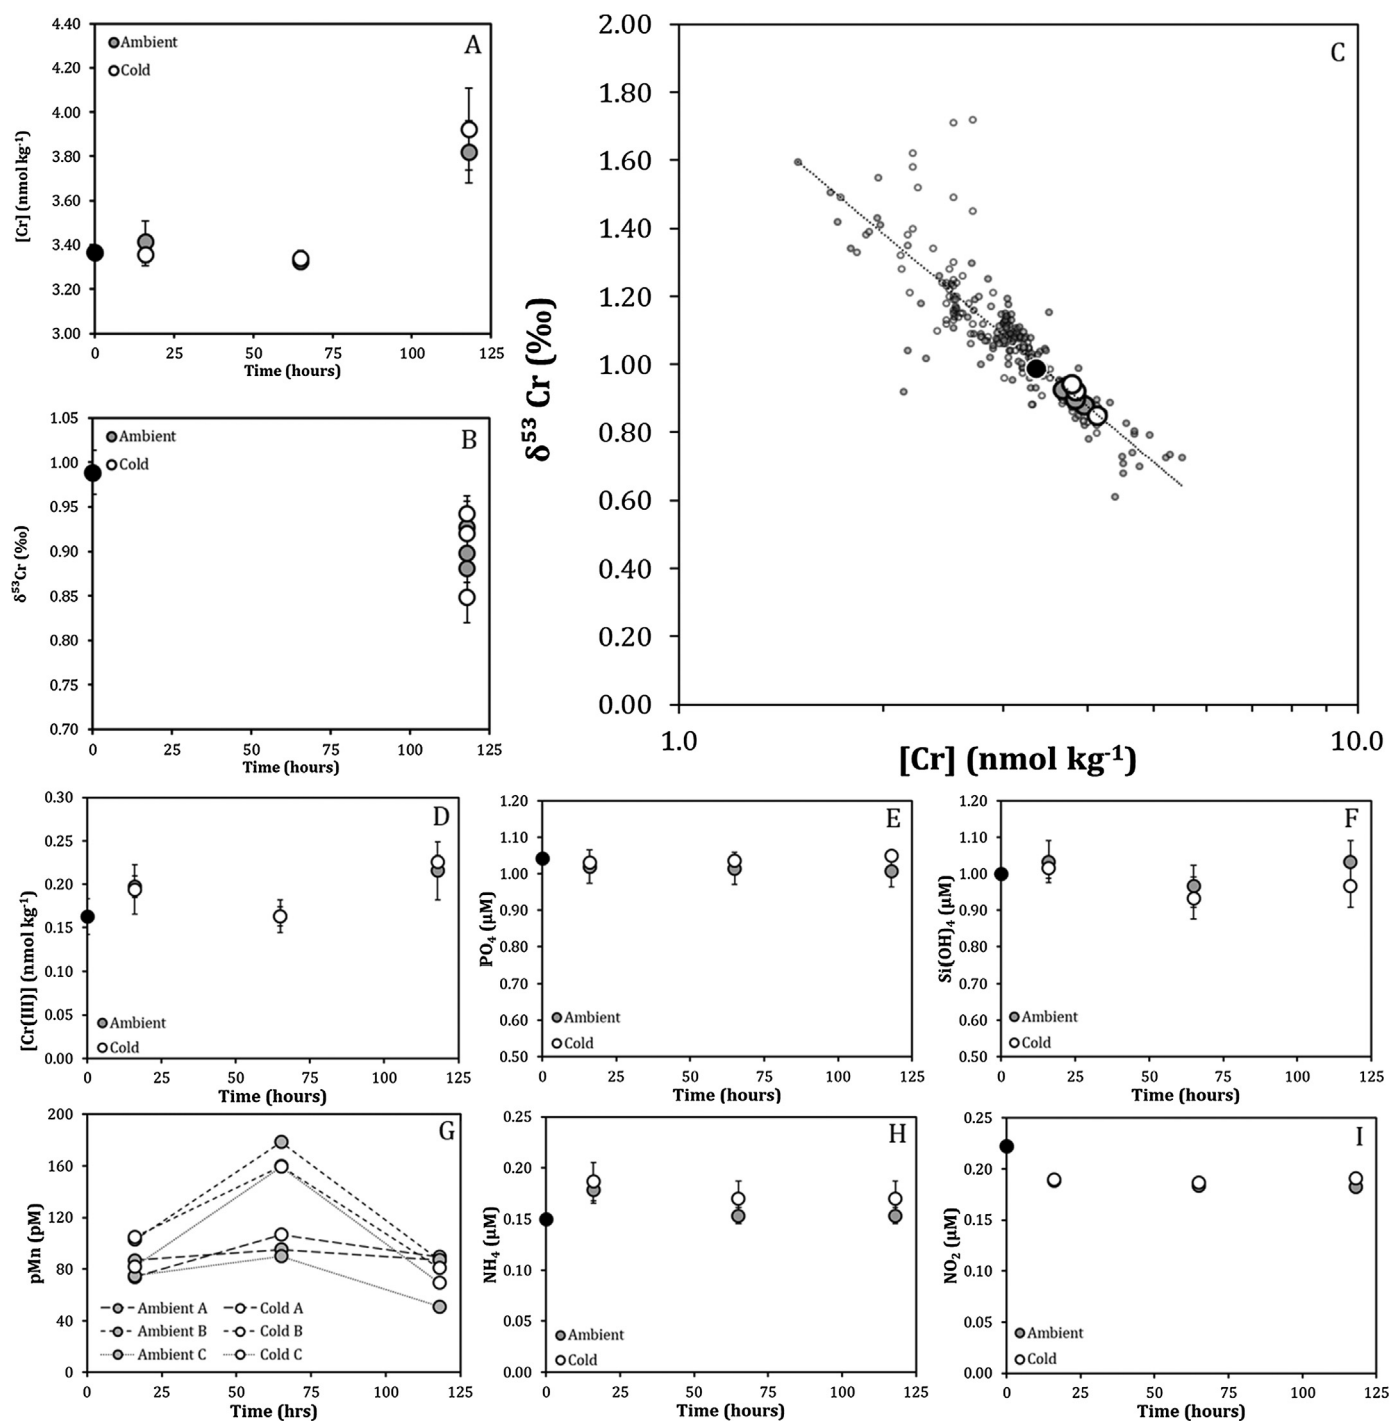 A
4.40
4.20
4.00
3.80
3.60
3.40
3.20
3.00
[Cr] (nmol kg⁻¹)
Ambient
Cold
0 25 50 75 100 125
Time (hours)
B
1.05
1.00
0.95
0.90
0.85
0.80
0.75
0.70
δ⁵³Cr (‰)
Ambient
Cold
0 25 50 75 100 125
Time (hours)
C
2.00
1.80
1.60
1.40
1.20
1.00
0.80
0.60
0.40
0.20
0.00
δ⁵³ Cr (‰)
1.0 10.0
[Cr] (nmol kg⁻¹)
D
0.30
0.25
0.20
0.15
0.10
0.05
0.00
[Cr(III)] (nmol kg⁻¹)
Ambient
Cold
0 25 50 75 100 125
Time (hours)
E
1.20
1.10
1.00
0.90
0.80
0.70
0.60
0.50
PO₄ (µM)
Ambient
Cold
0 25 50 75 100 125
Time (hours)
F
1.20
1.10
1.00
0.90
0.80
0.70
0.60
0.50
Si(OH)₄ (µM)
Ambient
Cold
0 25 50 75 100 125
Time (hours)
G
200
160
120
80
40
0
pMn (pM)
Ambient A Cold A
Ambient B Cold B
Ambient C Cold C
0 25 50 75 100 125
Time (hrs)
H
0.25
0.20
0.15
0.10
0.05
0.00
NH₄ (µM)
Ambient
Cold
0 25 50 75 100 125
Time (hours)
I
0.25
0.20
0.15
0.10
0.05
0.00
NO₂ (µM)
Ambient
Cold
0 25 50 75 100 125
Time (hours)